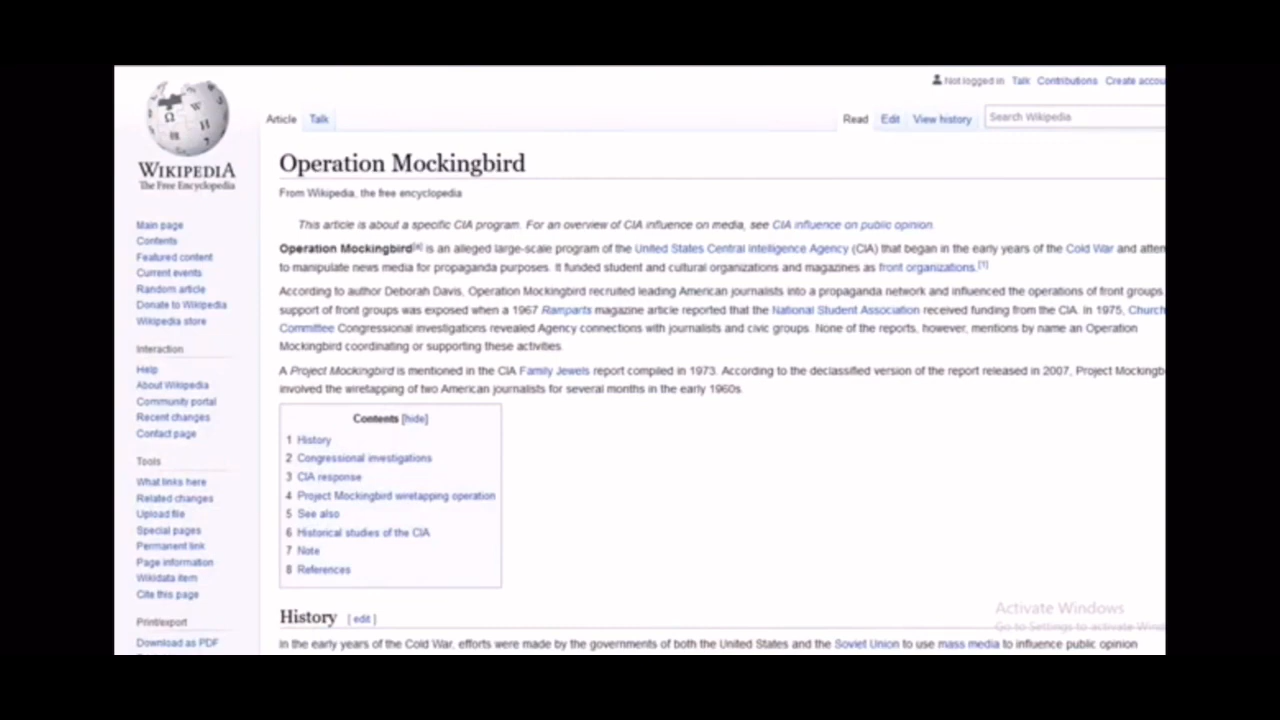 Not logged in Talk Contributions Create accou
Article Talk Read Edit View history Search Wikipedia
WIKIPEDIA
The Free Encyclopedia
Operation Mockingbird
From Wikipedia, the free encyclopedia
This article is about a specific CIA program. For an overview of CIA influence on media, see CIA influence on public opinion.
Operation Mockingbird[a] is an alleged large-scale program of the United States Central Intelligence Agency (CIA) that began in the early years of the Cold War and atten
to manipulate news media for propaganda purposes. It funded student and cultural organizations and magazines as front organizations.[1]
According to author Deborah Davis, Operation Mockingbird recruited leading American journalists into a propaganda network and influenced the operations of front groups.
support of front groups was exposed when a 1967 Ramparts magazine article reported that the National Student Association received funding from the CIA. In 1975, Church
Committee Congressional investigations revealed Agency connections with journalists and civic groups. None of the reports, however, mentions by name an Operation
Mockingbird coordinating or supporting these activities.
A Project Mockingbird is mentioned in the CIA Family Jewels report compiled in 1973. According to the declassified version of the report released in 2007, Project Mockingb
involved the wiretapping of two American journalists for several months in the early 1960s.
Contents [hide]
1 History
2 Congressional investigations
3 CIA response
4 Project Mockingbird wiretapping operation
5 See also
6 Historical studies of the CIA
7 Note
8 References
History [ edit ]
In the early years of the Cold War, efforts were made by the governments of both the United States and the Soviet Union to use mass media to influence public opinion
Main page
Contents
Featured content
Current events
Random article
Donate to Wikipedia
Wikipedia store
Interaction
Help
About Wikipedia
Community portal
Recent changes
Contact page
Tools
What links here
Related changes
Upload file
Special pages
Permanent link
Page information
Wikidata item
Cite this page
Print/export
Download as PDF
Activate Windows
Go to Settings to activate Wind